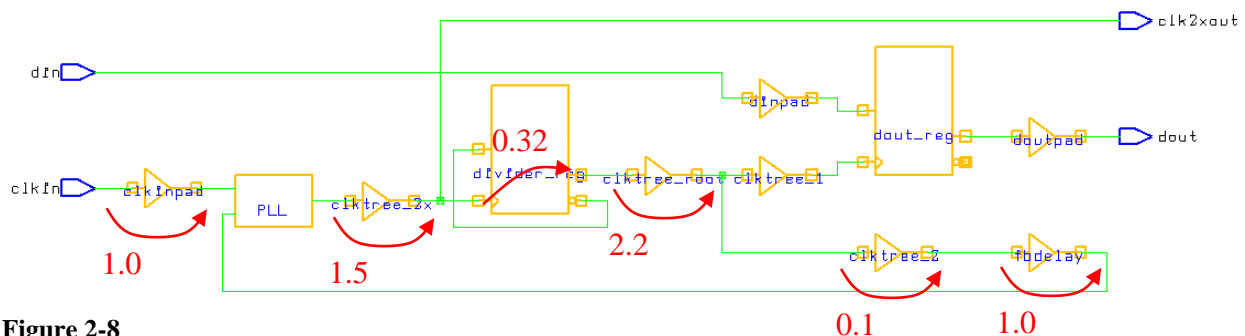 clk2xout
din
dinpad
dout_reg
doutpad
dout
0.32
divider_reg
clktree_root
clktree_1
clkin
clkinpad
PLL
clktree_2x
1.0
1.5
2.2
clktree_2
fbdelay
0.1
1.0
Figure 2-8